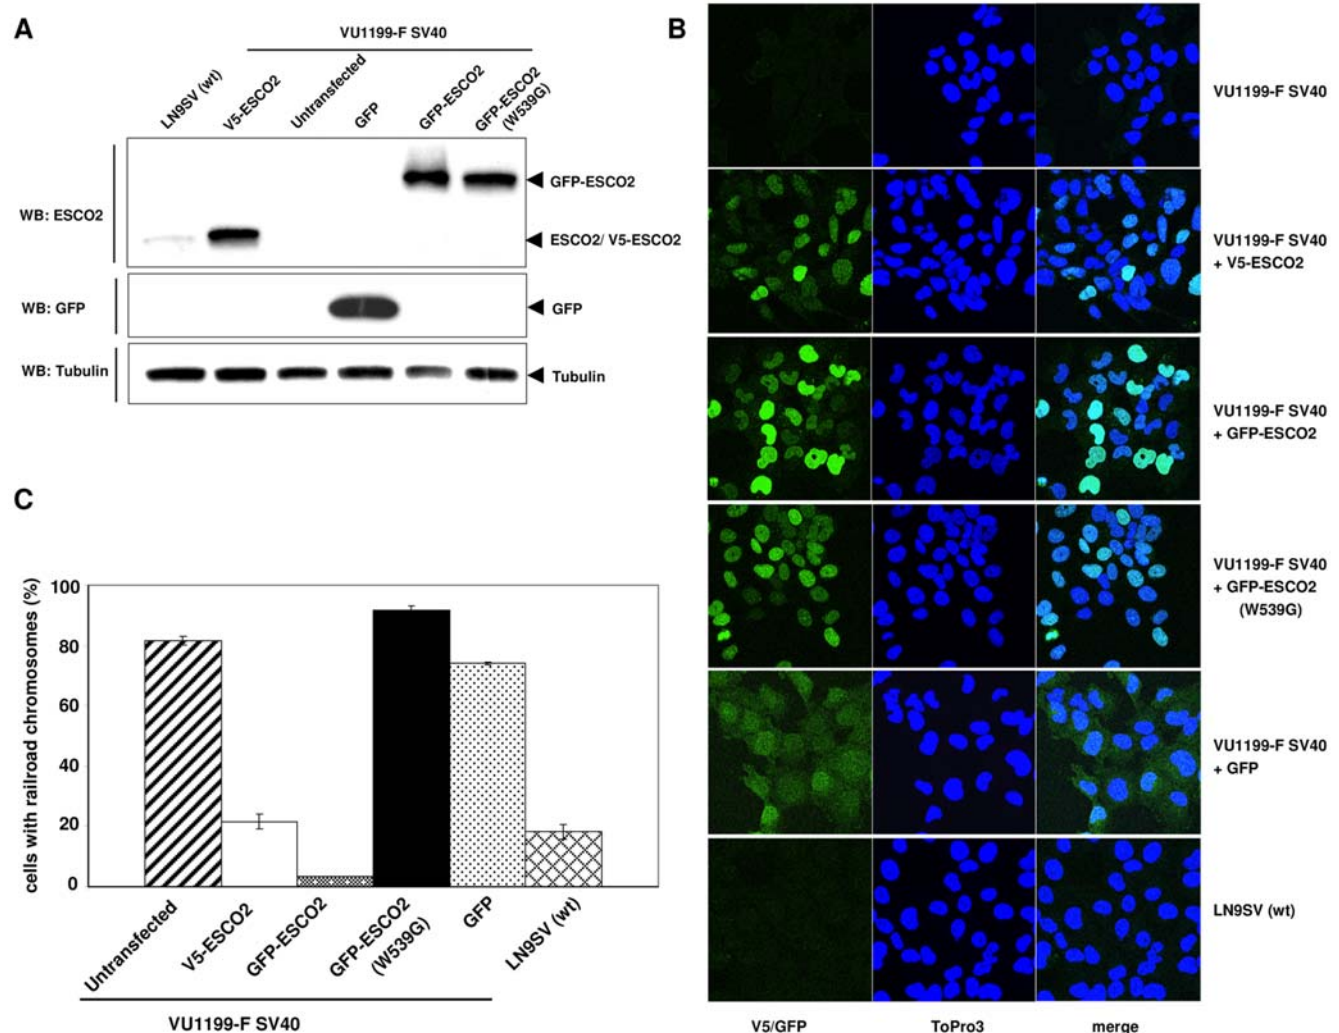 A
VU1199-F SV40
LN9SV (wt)
V5-ESCO2
Untransfected
GFP
GFP-ESCO2
GFP-ESCO2
(W539G)
WB: ESCO2
GFP-ESCO2
ESCO2/ V5-ESCO2
WB: GFP
GFP
WB: Tubulin
Tubulin
B
VU1199-F SV40
VU1199-F SV40
+ V5-ESCO2
VU1199-F SV40
+ GFP-ESCO2
VU1199-F SV40
+ GFP-ESCO2
(W539G)
VU1199-F SV40
+ GFP
LN9SV (wt)
V5/GFP
ToPro3
merge
C
cells with railroad chromosomes (%)
100
80
60
40
20
0
Untransfected
V5-ESCO2
GFP-ESCO2
GFP-ESCO2
(W539G)
GFP
LN9SV (wt)
VU1199-F SV40